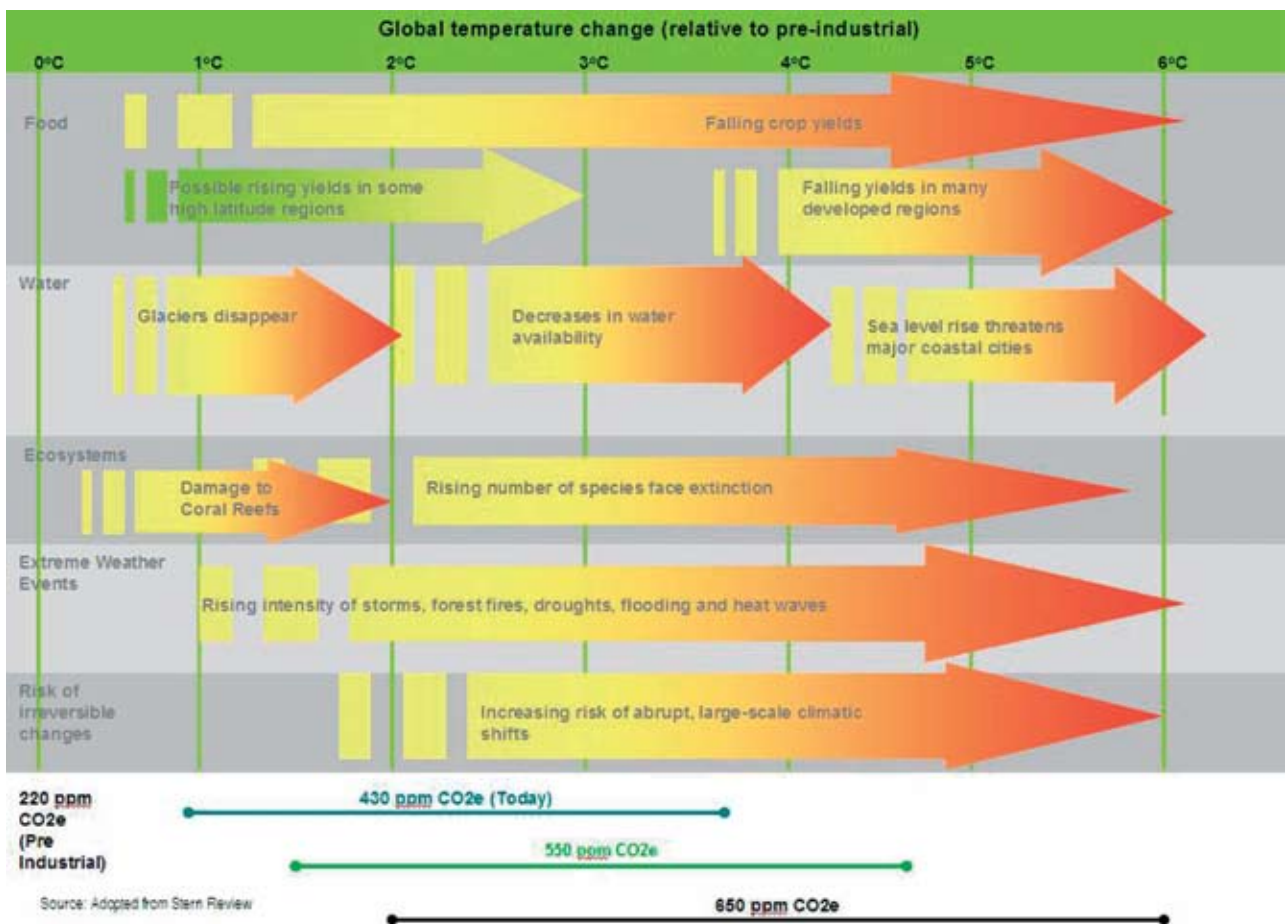 Global temperature change (relative to pre-industrial)
0°C 1°C 2°C 3°C 4°C 5°C 6°C
Food
Falling crop yields
Possible rising yields in some
high latitude regions
Falling yields in many
developed regions
Water
Glaciers disappear
Decreases in water
availability
Sea level rise threatens
major coastal cities
Ecosystems
Damage to
Coral Reefs
Rising number of species face extinction
Extreme Weather
Events
Rising intensity of storms, forest fires, droughts, flooding and heat waves
Risk of
irreversible
changes
Increasing risk of abrupt, large-scale climatic
shifts
220 ppm
CO2e
(Pre
Industrial)
430 ppm CO2e (Today)
550 ppm CO2e
650 ppm CO2e
Source: Adopted from Stern Review